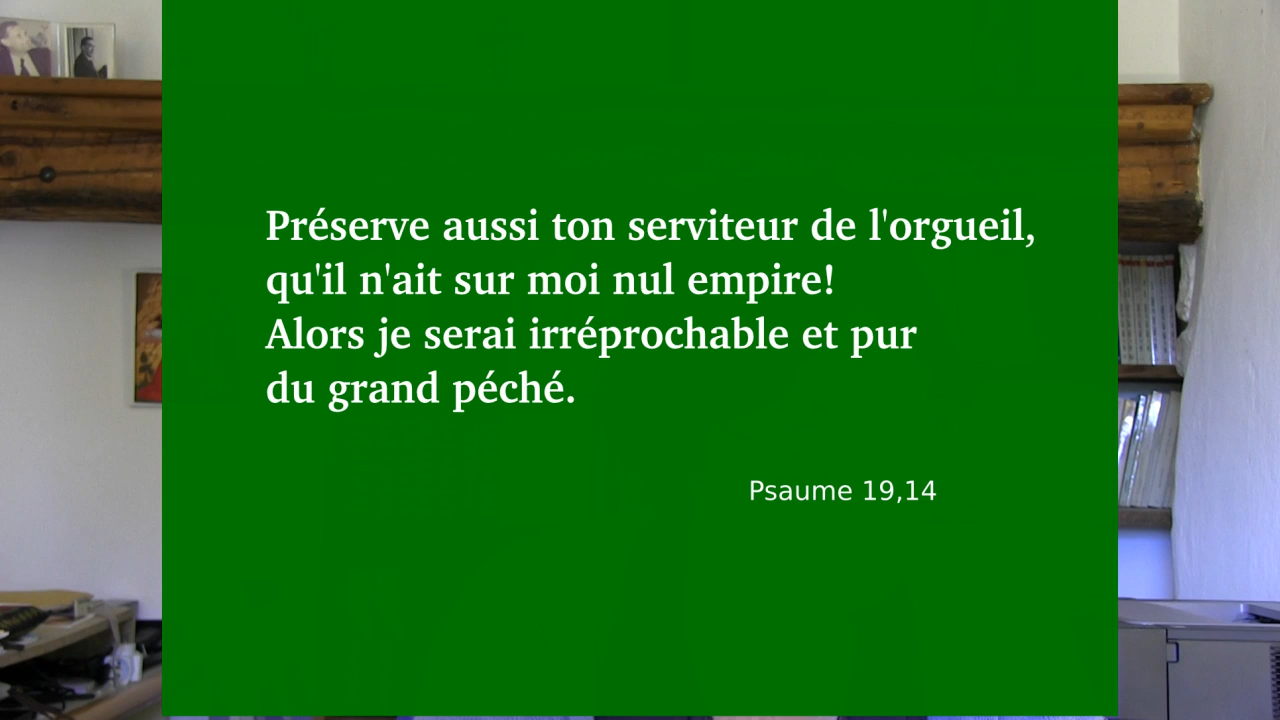 Préserve aussi ton serviteur de l'orgueil,
qu'il n'ait sur moi nul empire!
Alors je serai irréprochable et pur
du grand péché.
Psaume 19,14